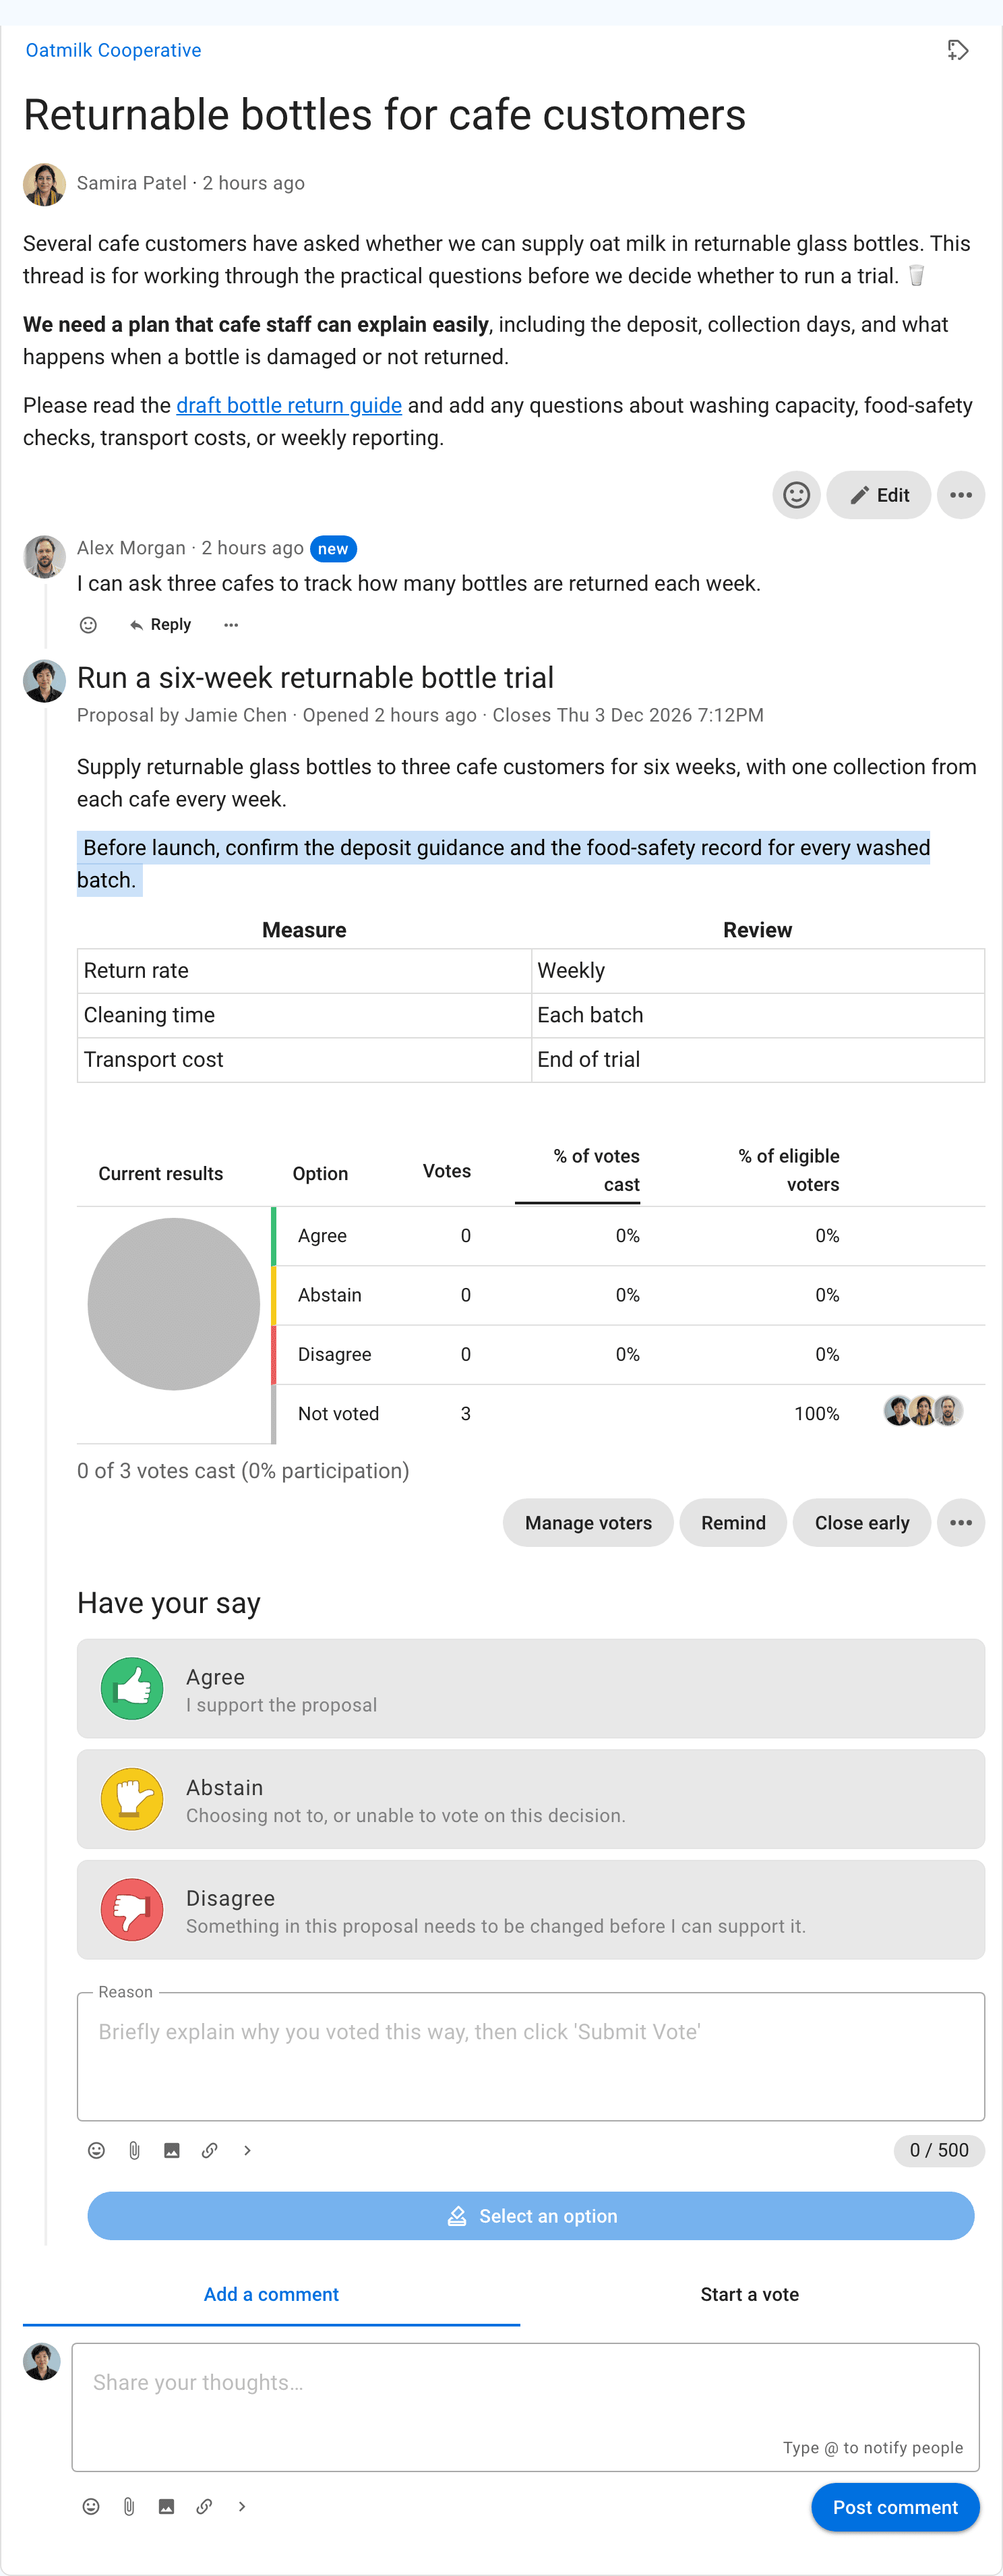 Oatmilk Cooperative
Returnable bottles for cafe customers
Samira Patel · 2 hours ago
Several cafe customers have asked whether we can supply oat milk in returnable glass bottles. This
thread is for working through the practical questions before we decide whether to run a trial. 🥛
We need a plan that cafe staff can explain easily, including the deposit, collection days, and what
happens when a bottle is damaged or not returned.
Please read the draft bottle return guide and add any questions about washing capacity, food-safety
checks, transport costs, or weekly reporting.
Edit
Alex Morgan · 2 hours ago new
I can ask three cafes to track how many bottles are returned each week.
Reply
Run a six-week returnable bottle trial
Proposal by Jamie Chen · Opened 2 hours ago · Closes Thu 3 Dec 2026 7:12PM
Supply returnable glass bottles to three cafe customers for six weeks, with one collection from
each cafe every week.
Before launch, confirm the deposit guidance and the food-safety record for every washed
batch.
Measure Review
Return rate Weekly
Cleaning time Each batch
Transport cost End of trial
Current results Option Votes % of votes cast % of eligible voters
Agree 0 0% 0%
Abstain 0 0% 0%
Disagree 0 0% 0%
Not voted 3 100%
0 of 3 votes cast (0% participation)
Manage voters Remind Close early
Have your say
Agree
I support the proposal
Abstain
Choosing not to, or unable to vote on this decision.
Disagree
Something in this proposal needs to be changed before I can support it.
Reason
Briefly explain why you voted this way, then click 'Submit Vote'
0 / 500
Select an option
Add a comment Start a vote
Share your thoughts…
Type @ to notify people
Post comment